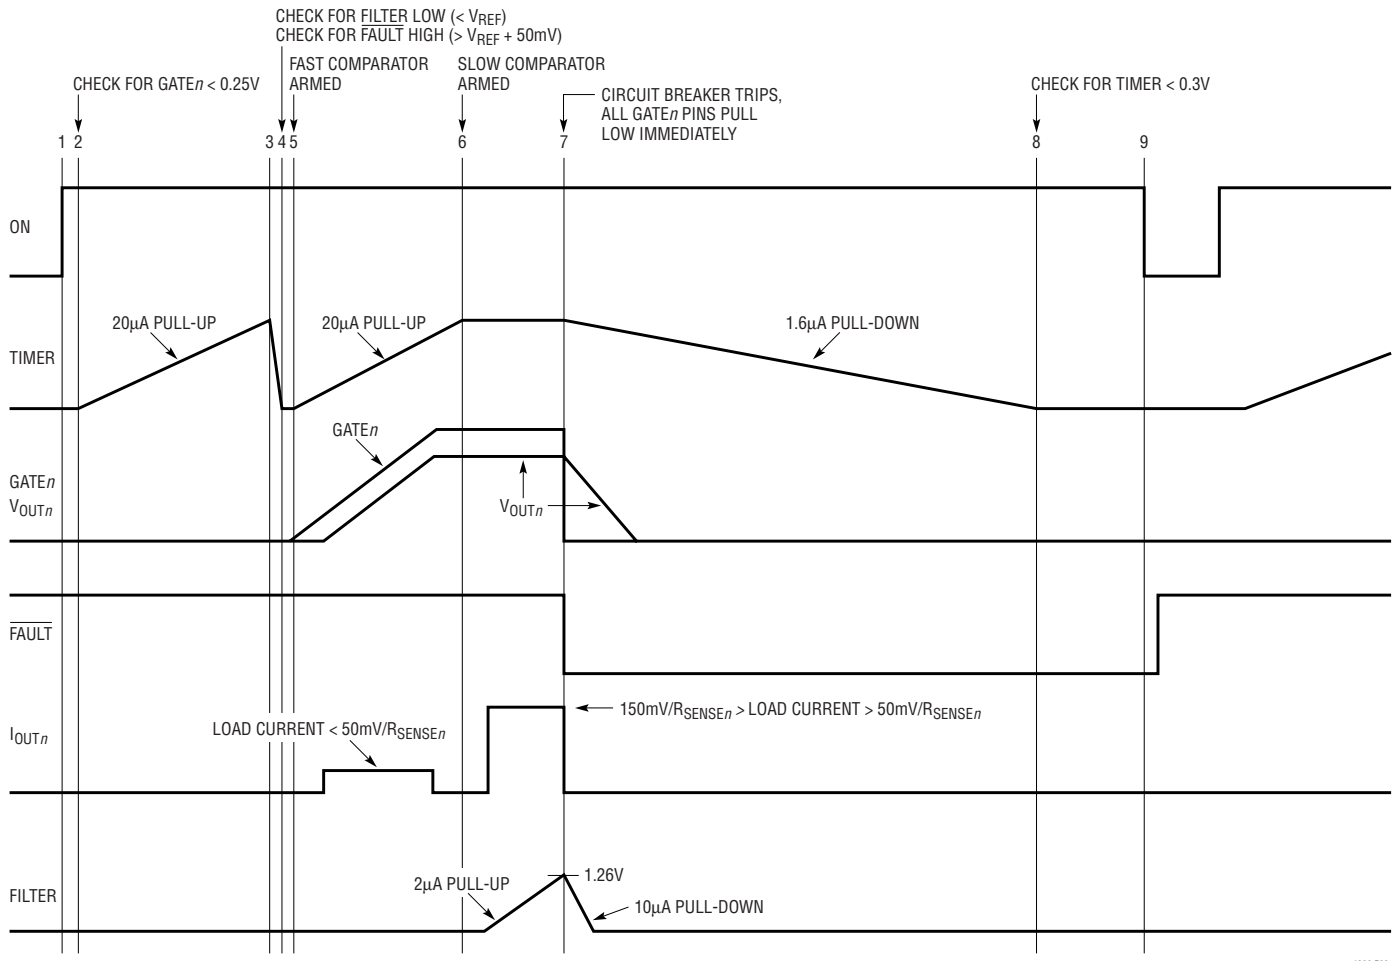 CHECK FOR FILTER LOW (< VREF)
CHECK FOR FAULT HIGH (> VREF + 50mV)
FAST COMPARATOR
ARMED
SLOW COMPARATOR
ARMED
CHECK FOR GATEn < 0.25V
CIRCUIT BREAKER TRIPS,
ALL GATEn PINS PULL
LOW IMMEDIATELY
CHECK FOR TIMER < 0.3V
1 2 3 4 5 6 7 8 9
ON
20µA PULL-UP
20µA PULL-UP
1.6µA PULL-DOWN
TIMER
GATEn
GATEn
VOUTn
VOUTn
FAULT
150mV/RSENSEn > LOAD CURRENT > 50mV/RSENSEn
LOAD CURRENT < 50mV/RSENSEn
IOUTn
1.26V
2µA PULL-UP
FILTER
10µA PULL-DOWN